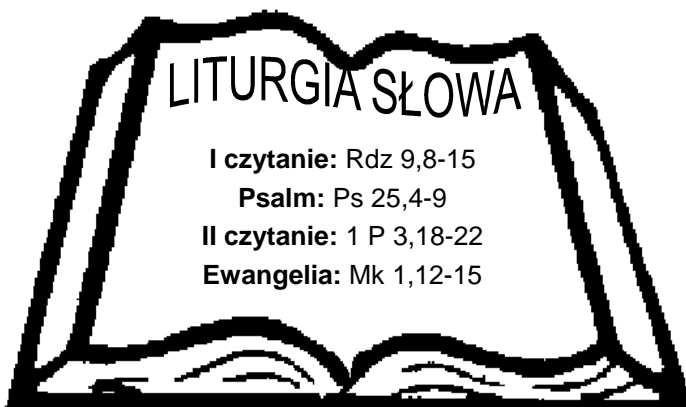 LITURGIA SŁOWA
I czytanie: Rdz 9,8-15
Psalm: Ps 25,4-9
II czytanie: 1 P 3,18-22
Ewangelia: Mk 1,12-15